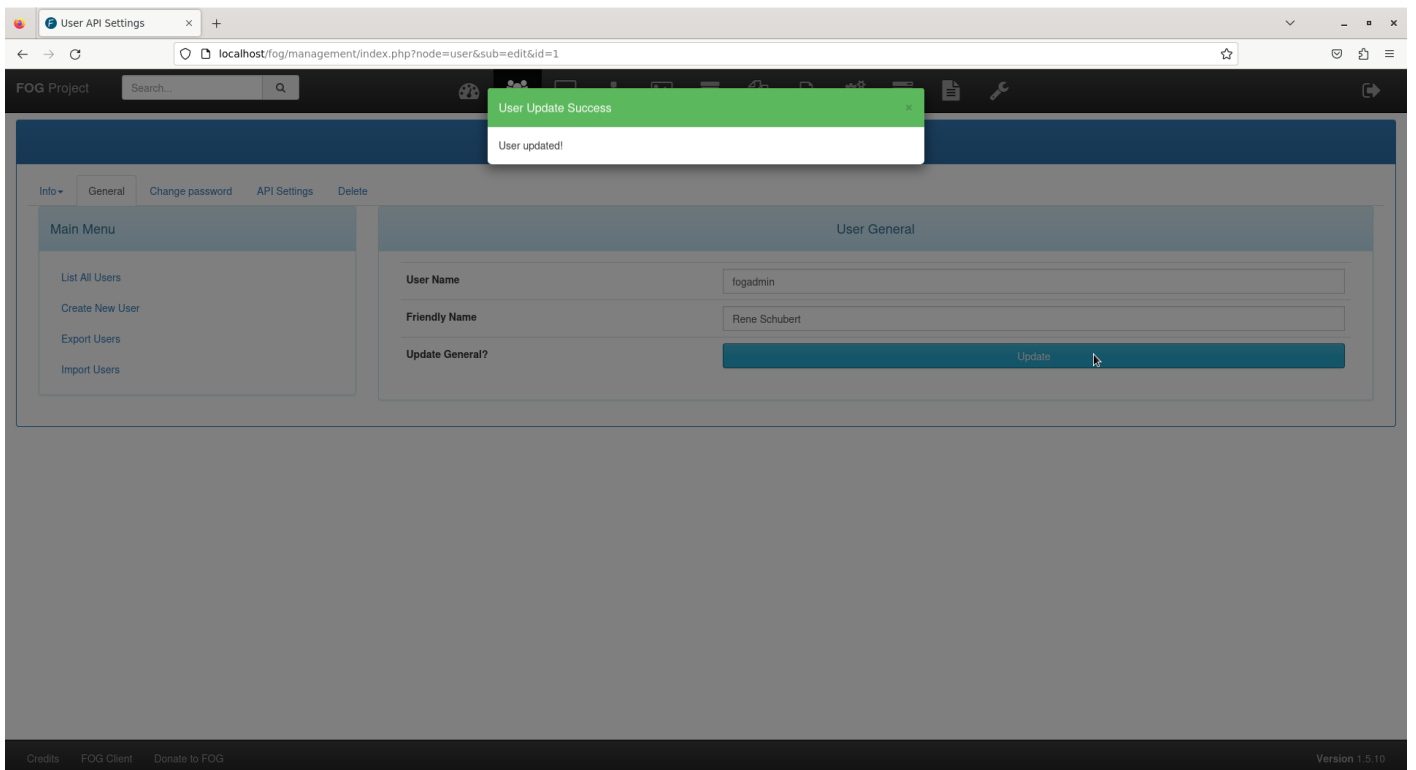 User API Settings
localhost/fog/management/index.php?node=user&sub=edit&id=1
FOG Project
Search...
User Update Success
×
User updated!
Info
General
Change password
API Settings
Delete
Main Menu
List All Users
Create New User
Export Users
Import Users
User General
User Name
fogadmin
Friendly Name
Rene Schubert
Update General?
Update
Credits
FOG Client
Donate to FOG
Version 1.5.10